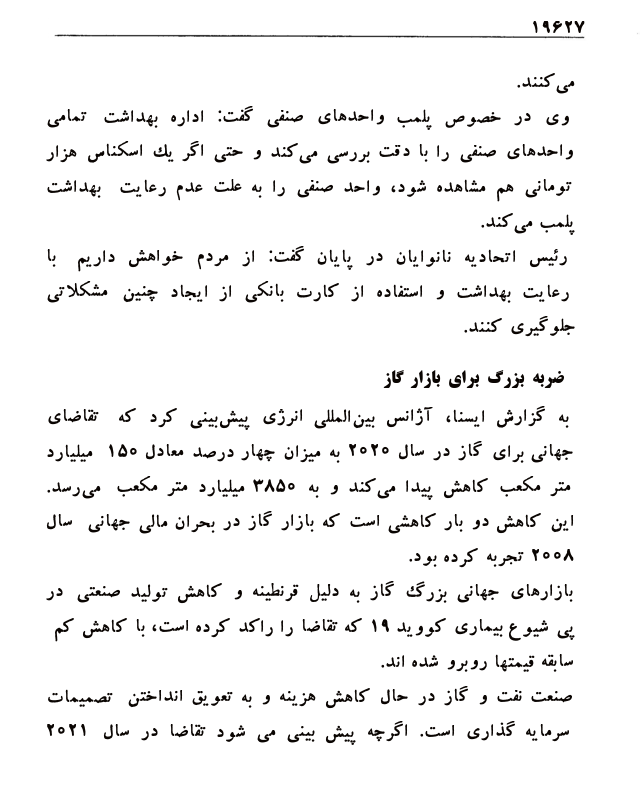 ۱۹۶۲۷
می‌کنند.
وی در خصوص پلمب واحدهای صنفی گفت: اداره بهداشت تمامی
واحدهای صنفی را با دقت بررسی می‌کند و حتی اگر یك اسکناس هزار
تومانی هم مشاهده شود، واحد صنفی را به علت عدم رعایت بهداشت
پلمب می‌کند.
رئیس اتحادیه نانوایان در پایان گفت: از مردم خواهش داریم با
رعایت بهداشت و استفاده از کارت بانکی از ایجاد چنین مشکلاتی
جلوگیری کنند.
ضربه بزرگ برای بازار گاز
به گزارش ایسنا، آژانس بین‌المللی انرژی پیش‌بینی کرد که تقاضای
جهانی برای گاز در سال ۲۰۲۰ به میزان چهار درصد معادل ۱۵۰ میلیارد
متر مکعب کاهش پیدا می‌کند و به ۳۸۵۰ میلیارد متر مکعب می‌رسد.
این کاهش دو بار کاهشی است که بازار گاز در بحران مالی جهانی سال
۲۰۰۸ تجربه کرده بود.
بازارهای جهانی بزرگ گاز به دلیل قرنطینه و کاهش تولید صنعتی در
پی شیوع بیماری کووید ۱۹ که تقاضا را راکد کرده است، با کاهش کم
سابقه قیمتها روبرو شده اند.
صنعت نفت و گاز در حال کاهش هزینه و به تعویق انداختن تصمیمات
سرمایه گذاری است. اگرچه پیش بینی می شود تقاضا در سال ۲۰۲۱